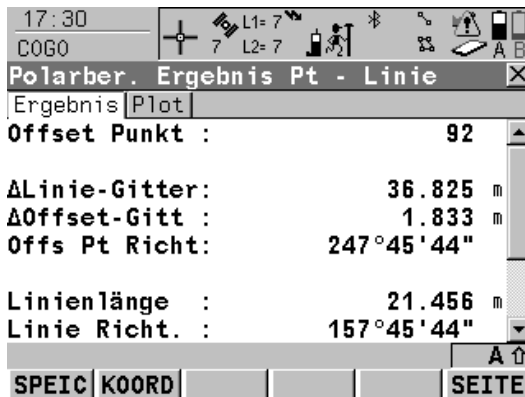 17:30
COGO
7
L1= 7
L2= 7
A B
Polarber. Ergebnis Pt - Linie
Ergebnis Plot
Offset Punkt : 92
ΔLinie-Gitter: 36.825 m
ΔOffset-Gitt : 1.833 m
Offs Pt Richt: 247°45'44"
Linienlänge : 21.456 m
Linie Richt. : 157°45'44"
A
SPEIC KOORD SEITE